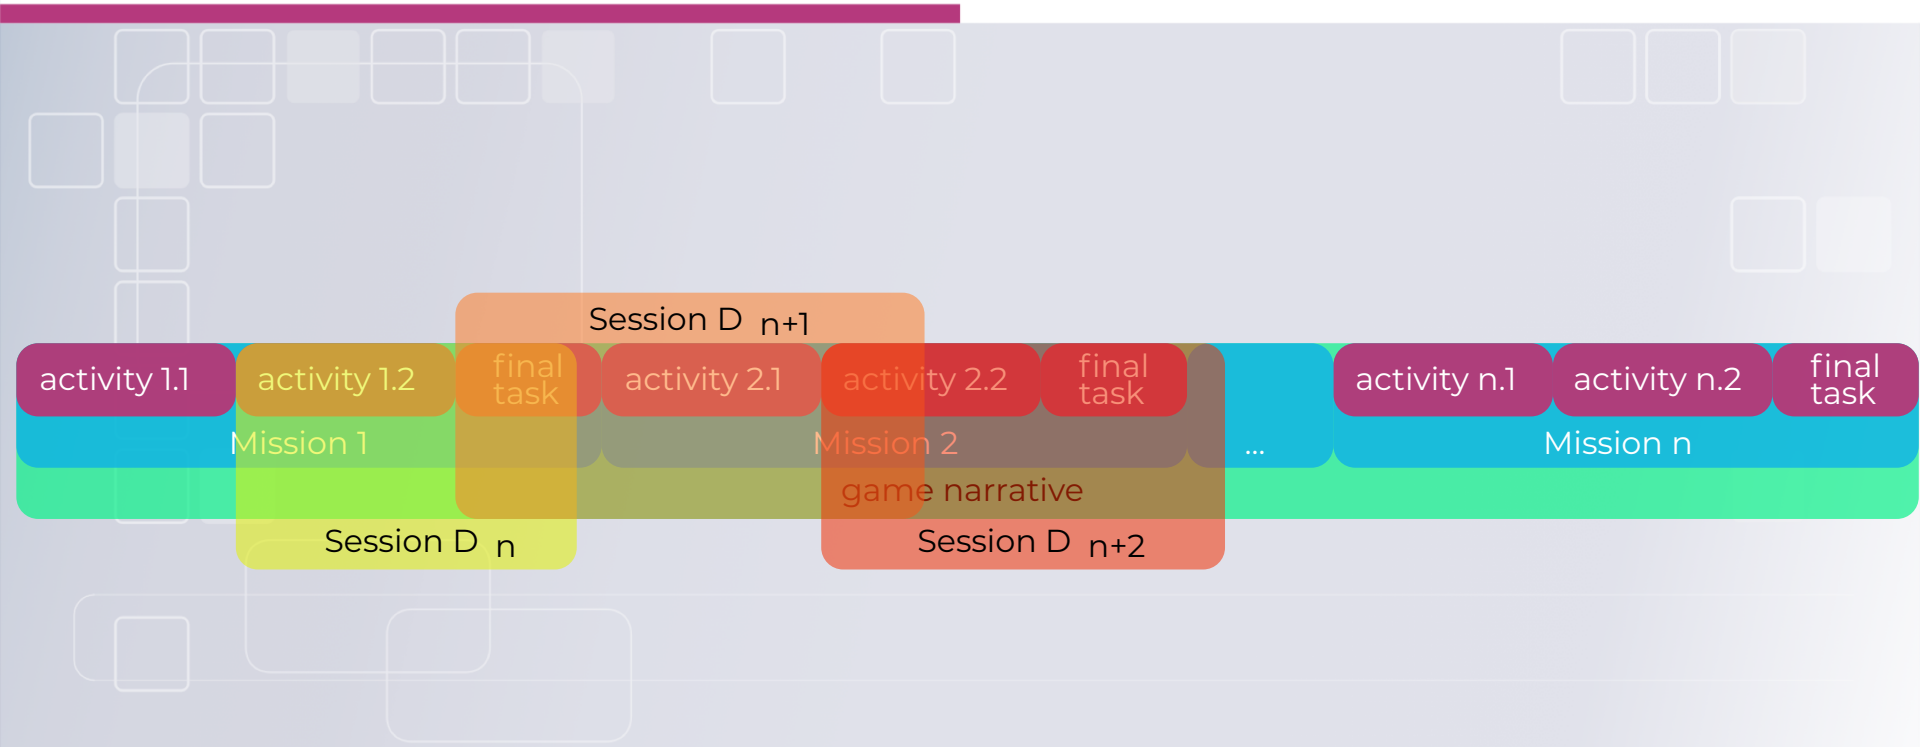 Session D n+1
activity 1.1
activity 1.2
final
task
activity 2.1
activity 2.2
final
task
activity n.1
activity n.2
final
task
Mission 1
Mission 2
...
Mission n
game narrative
Session D n
Session D n+2